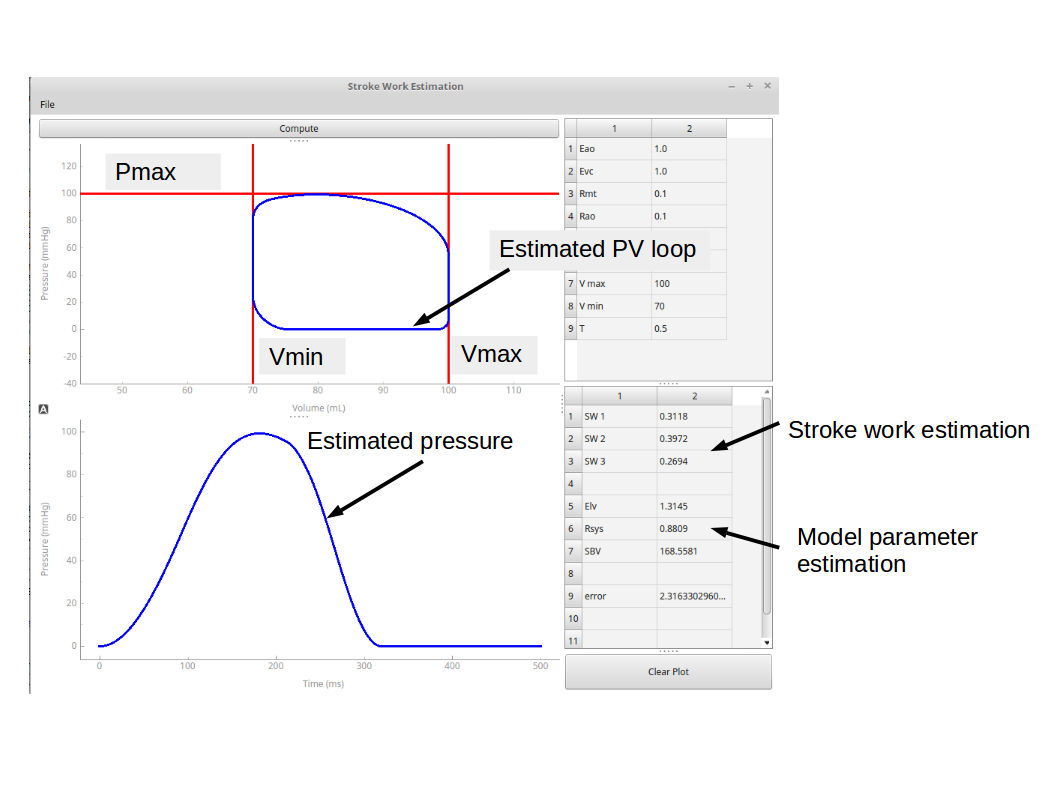 Stroke Work Estimation
File
Compute
Pmax
120
100
80
60
40
20
0
-20
-40
Pressure (mmHg)
Estimated PV loop
Vmin
Vmax
50
60
70
80
90
100
110
Volume (mL)
A
Estimated pressure
100
80
60
40
20
0
Pressure (mmHg)
0
100
200
300
400
500
Time (ms)
1 2
1 Eao 1.0
2 Evc 1.0
3 Rmt 0.1
4 Rao 0.1
7 V max 100
8 V min 70
9 T 0.5
1 2
1 SW 1 0.3118
2 SW 2 0.3972
3 SW 3 0.2694
4
5 Elv 1.3145
6 Rsys 0.8809
7 SBV 168.5581
8
9 error 2.3163302960...
10
11
Clear Plot
Stroke work estimation
Model parameter
estimation